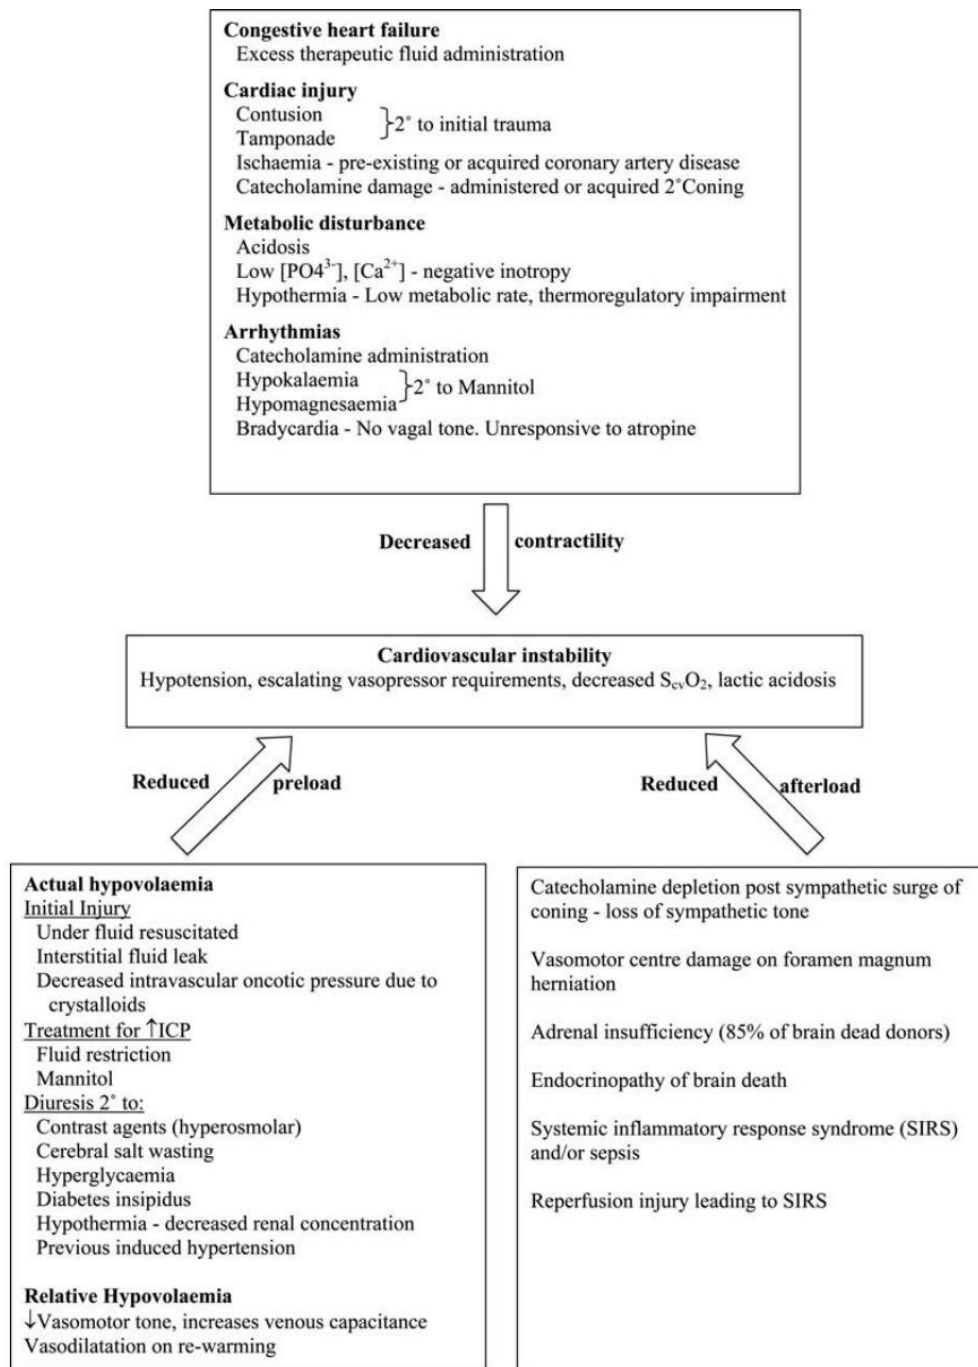 Congestive heart failure
Excess therapeutic fluid administration
Cardiac injury
Contusion
Tamponade
}2˚ to initial trauma
Ischaemia - pre-existing or acquired coronary artery disease
Catecholamine damage - administered or acquired 2˚Coning
Metabolic disturbance
Acidosis
Low [PO4³⁻], [Ca²⁺] - negative inotropy
Hypothermia - Low metabolic rate, thermoregulatory impairment
Arrhythmias
Catecholamine administration
Hypokalaemia
Hypomagnesaemia
}2˚ to Mannitol
Bradycardia - No vagal tone. Unresponsive to atropine
Decreased contractility
Cardiovascular instability
Hypotension, escalating vasopressor requirements, decreased ScvO₂, lactic acidosis
Reduced preload
Reduced afterload
Actual hypovolaemia
Initial Injury
Under fluid resuscitated
Interstitial fluid leak
Decreased intravascular oncotic pressure due to
crystalloids
Treatment for ↑ICP
Fluid restriction
Mannitol
Diuresis 2˚ to:
Contrast agents (hyperosmolar)
Cerebral salt wasting
Hyperglycaemia
Diabetes insipidus
Hypothermia - decreased renal concentration
Previous induced hypertension
Relative Hypovolaemia
↓Vasomotor tone, increases venous capacitance
Vasodilatation on re-warming
Catecholamine depletion post sympathetic surge of
coning - loss of sympathetic tone
Vasomotor centre damage on foramen magnum
herniation
Adrenal insufficiency (85% of brain dead donors)
Endocrinopathy of brain death
Systemic inflammatory response syndrome (SIRS)
and/or sepsis
Reperfusion injury leading to SIRS